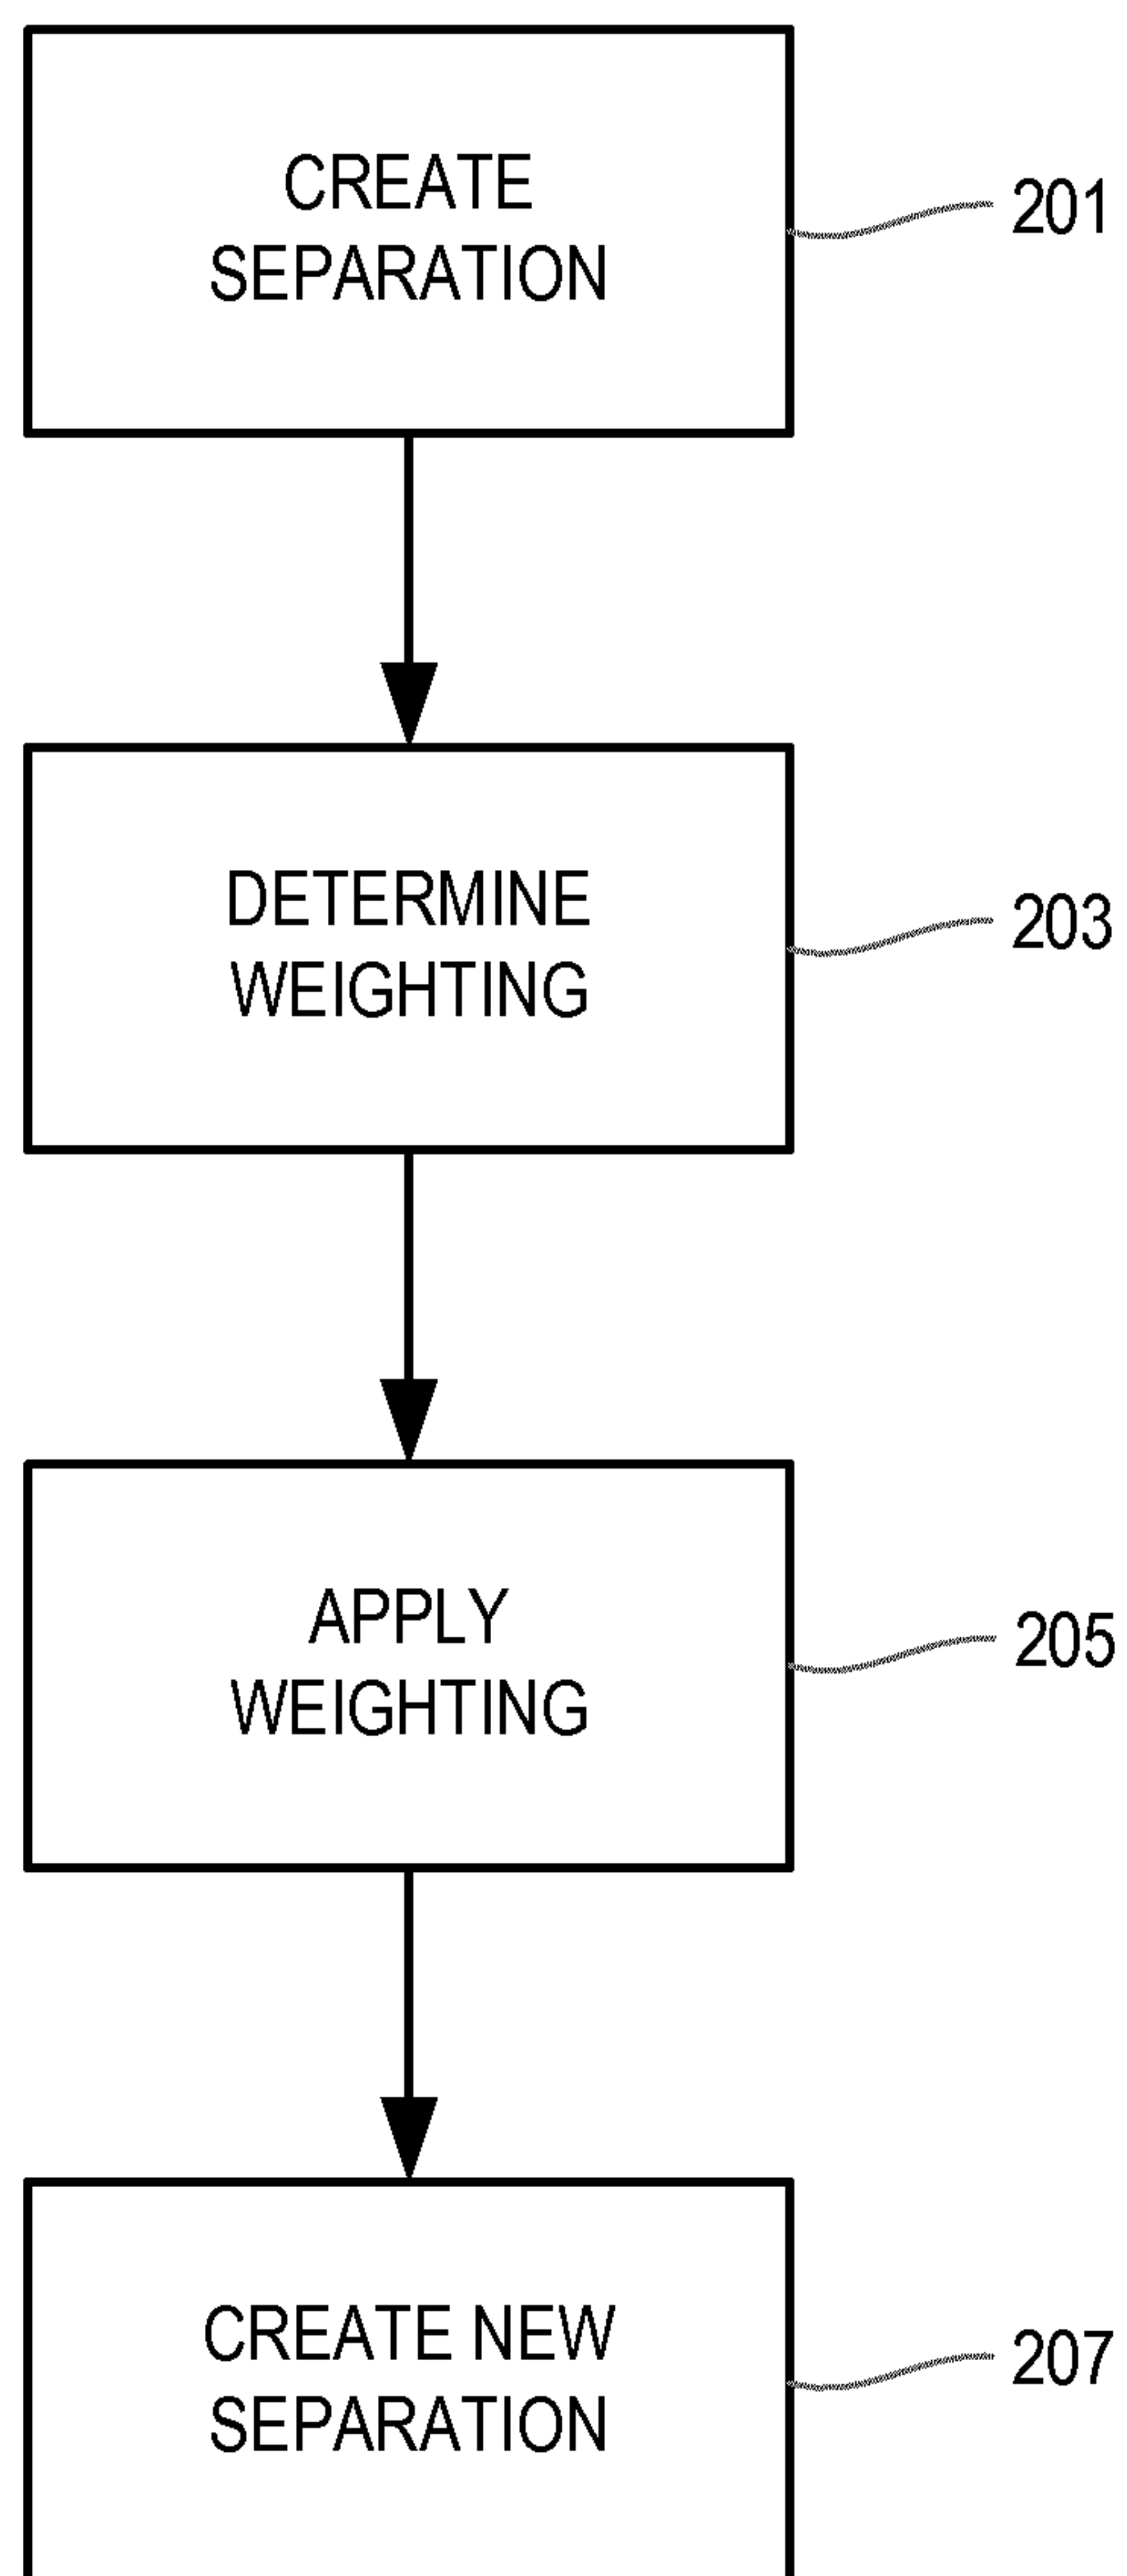 CREATE
SEPARATION
201
DETERMINE
WEIGHTING
203
APPLY
WEIGHTING
205
CREATE NEW
SEPARATION
207